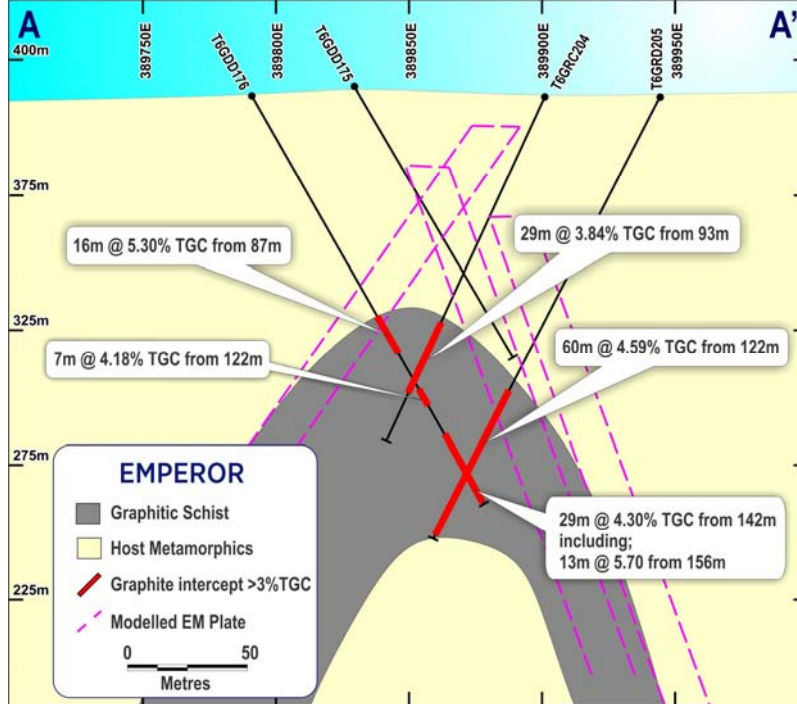 A
A'
400m
375m
325m
275m
225m
389750E
389800E
389850E
389900E
389950E
T6GDD176
T6GDD175
T6GRC204
T6GRD205
16m @ 5.30% TGC from 87m
29m @ 3.84% TGC from 93m
7m @ 4.18% TGC from 122m
60m @ 4.59% TGC from 122m
29m @ 4.30% TGC from 142m
including;
13m @ 5.70 from 156m
EMPEROR
Graphitic Schist
Host Metamorphics
Graphite intercept >3%TGC
Modelled EM Plate
0 50
Metres